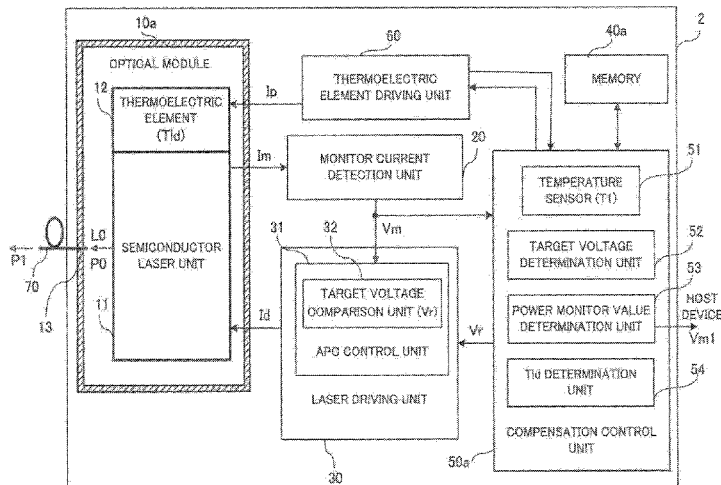 10a
60
40a
2
OPTICAL MODULE
12
THERMOELECTRIC
ELEMENT
(Tld)
Ip
THERMOELECTRIC
ELEMENT DRIVING UNIT
MEMORY
Im
MONITOR CURRENT
DETECTION UNIT
20
51
TEMPERATURE
SENSOR (Tt)
Vm
31
32
52
TARGET VOLTAGE
DETERMINATION UNIT
L0
P1
P0
70
SEMICONDUCTOR
LASER UNIT
TARGET VOLTAGE
COMPARISON UNIT (Vr)
53
POWER MONITOR VALUE
DETERMINATION UNIT
HOST
DEVICE
Vm1
13
11
Id
APC CONTROL
UNIT
Vr
54
Tld DETERMINATION
UNIT
LASER DRIVING UNIT
COMPENSATION CONTROL
UNIT
30
50a